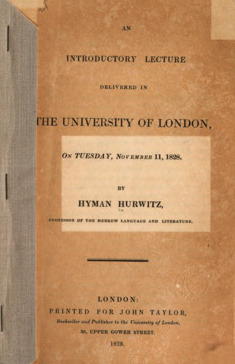 AN
INTRODUCTORY LECTURE
DELIVERED IN
THE UNIVERSITY OF LONDON,
ON TUESDAY, NOVEMBER 11, 1828.
BY
HYMAN HURWITZ,
PROFESSOR OF THE HEBREW LANGUAGE AND LITERATURE.
LONDON:
PRINTED FOR JOHN TAYLOR,
Bookseller and Publisher to the University of London,
30, UPPER GOWER STREET.
1828.